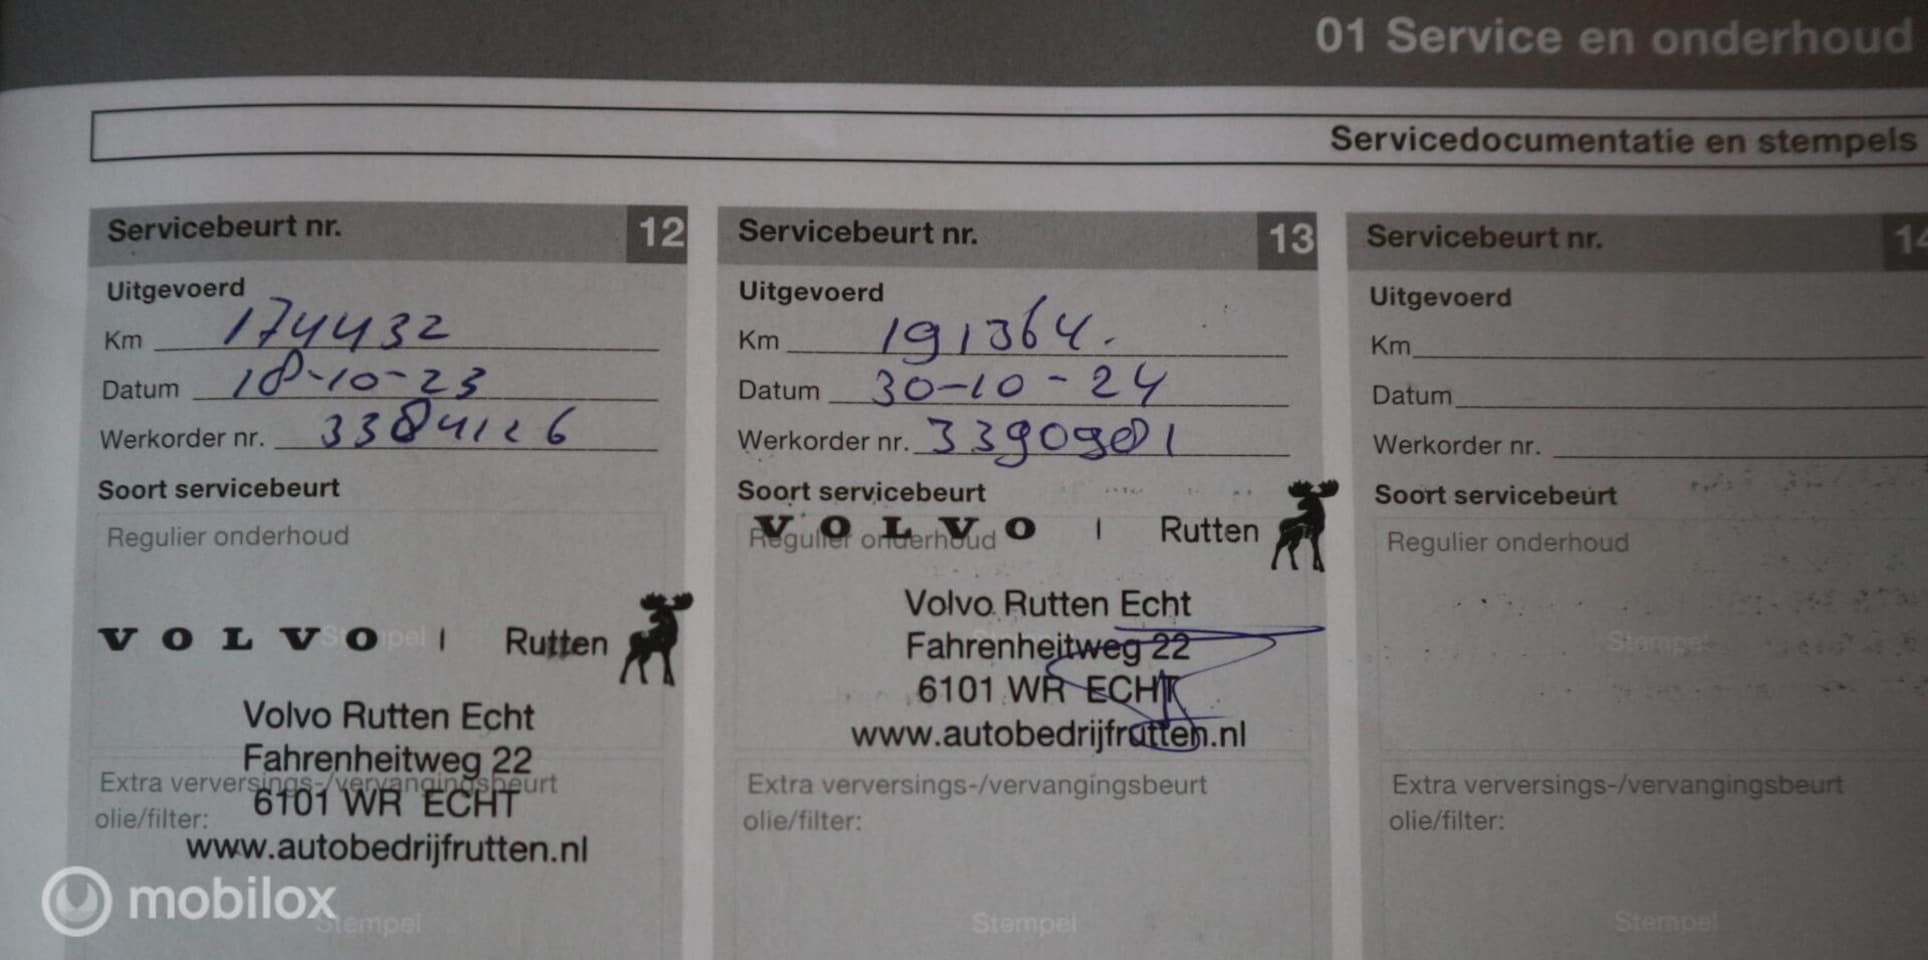 01 Service en onderhoud
Servicedocumentatie en stempels
Servicebeurt nr. 12
Uitgevoerd
Km 174432
Datum 18-10-23
Werkorder nr. 3384126
Soort servicebeurt
Regulier onderhoud
Stempel
VOLVO | Rutten
Volvo Rutten Echt
Fahrenheitweg 22
Extra verversings-/vervangingsbeurt
6101 WR ECHT
olie/filter:
www.autobedrijfrutten.nl
Stempel
Servicebeurt nr. 13
Uitgevoerd
Km 191364.
Datum 30-10-24
Werkorder nr. 3390981
Soort servicebeurt
VOLVO | Rutten
Regulier onderhoud
Volvo Rutten Echt
Fahrenheitweg 22
6101 WR ECHT
www.autobedrijfrutten.nl
Extra verversings-/vervangingsbeurt
olie/filter:
Stempel
Servicebeurt nr. 14
Uitgevoerd
Km
Datum
Werkorder nr.
Soort servicebeurt
Regulier onderhoud
Stempel
Extra verversings-/vervangingsbeurt
olie/filter:
Stempel
mobilox